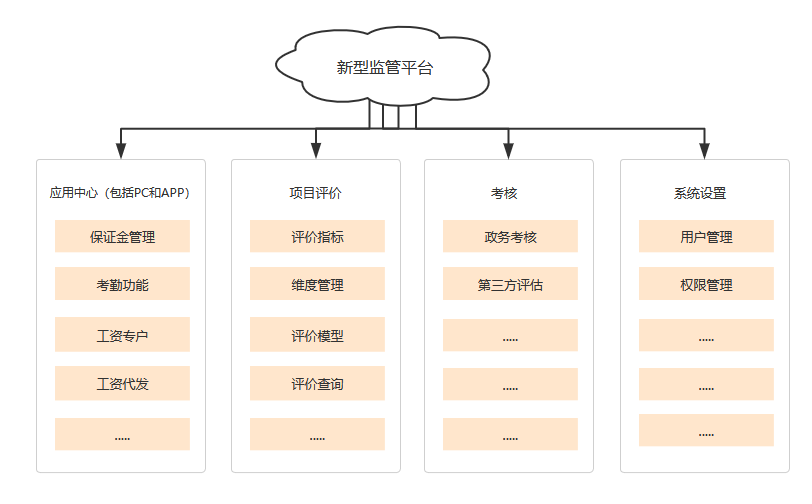 新型监管平台
应用中心（包括PC和APP）
保证金管理
考勤功能
工资专户
工资代发
.....
项目评价
评价指标
维度管理
评价模型
评价查询
.....
考核
政务考核
第三方评估
.....
.....
.....
系统设置
用户管理
权限管理
.....
.....
.....